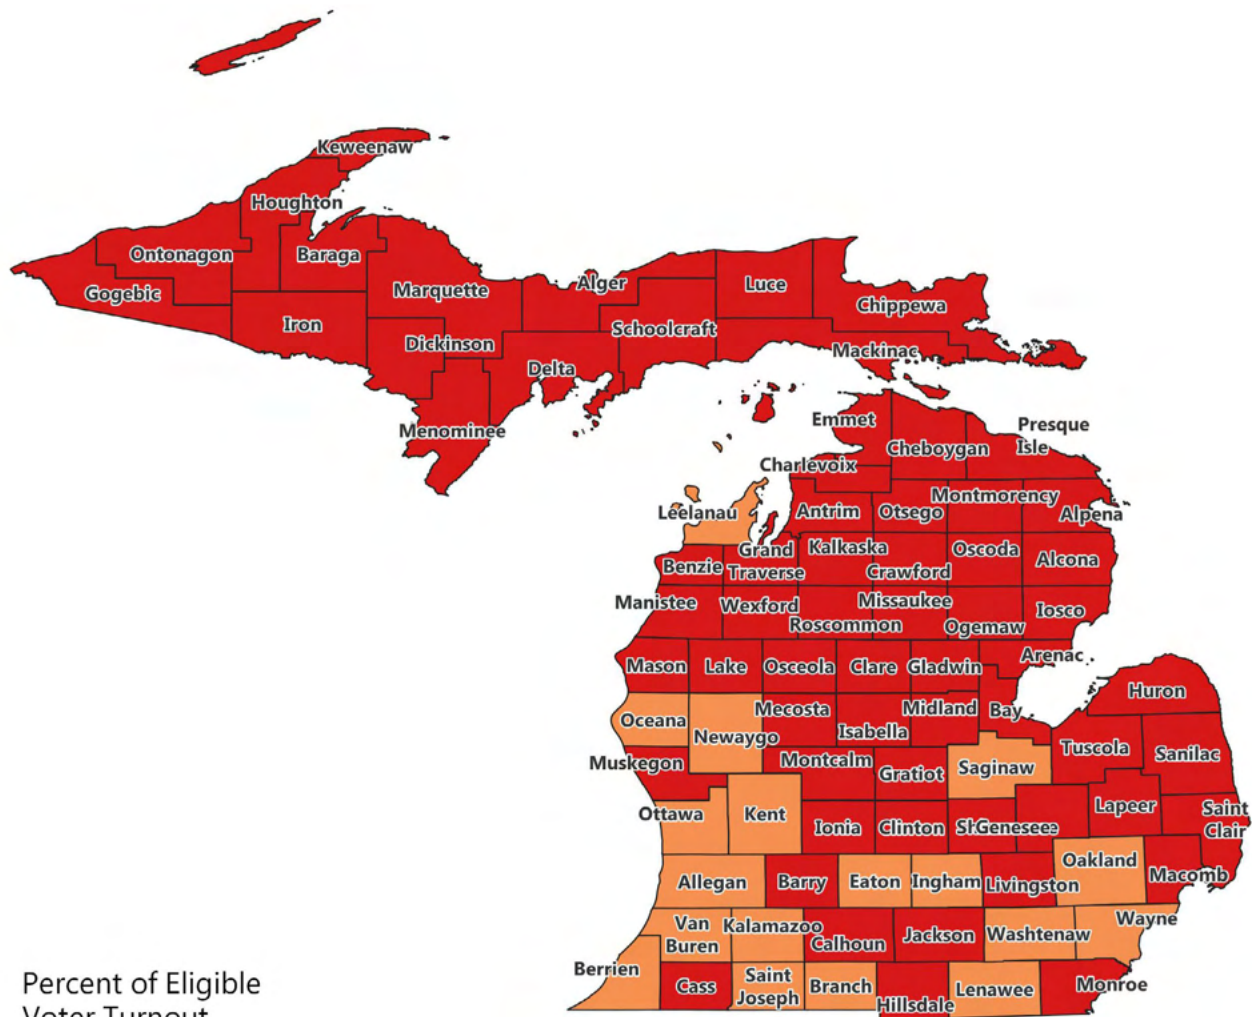 Keweenaw
Houghton
Ontonagon
Baraga
Gogebic
Marquette
Alger
Luce
Chippewa
Iron
Dickinson
Schoolcraft
Mackinac
Delta
Menominee
Emmet
Cheboygan
Presque
Isle
Charlevoix
Leelanau
Antrim
Otsego
Montmorency
Alpena
Benzie
Grand
Traverse
Kalkaska
Crawford
Oscoda
Alcona
Manistee
Wexford
Missaukee
Roscommon
Ogemaw
Iosco
Mason
Lake
Osceola
Clare
Gladwin
Arenac
Huron
Oceana
Newaygo
Mecosta
Isabella
Midland
Bay
Tuscola
Sanilac
Muskegon
Montcalm
Gratiot
Saginaw
Ottawa
Kent
Ionia
Clinton
Genesee
Lapeer
Saint
Clair
Allegan
Barry
Eaton
Ingham
Livingston
Oakland
Macomb
Van
Buren
Kalamazoo
Calhoun
Jackson
Washtenaw
Wayne
Berrien
Cass
Saint
Joseph
Branch
Hillsdale
Lenawee
Monroe
Percent of Eligible
Voter Turnout